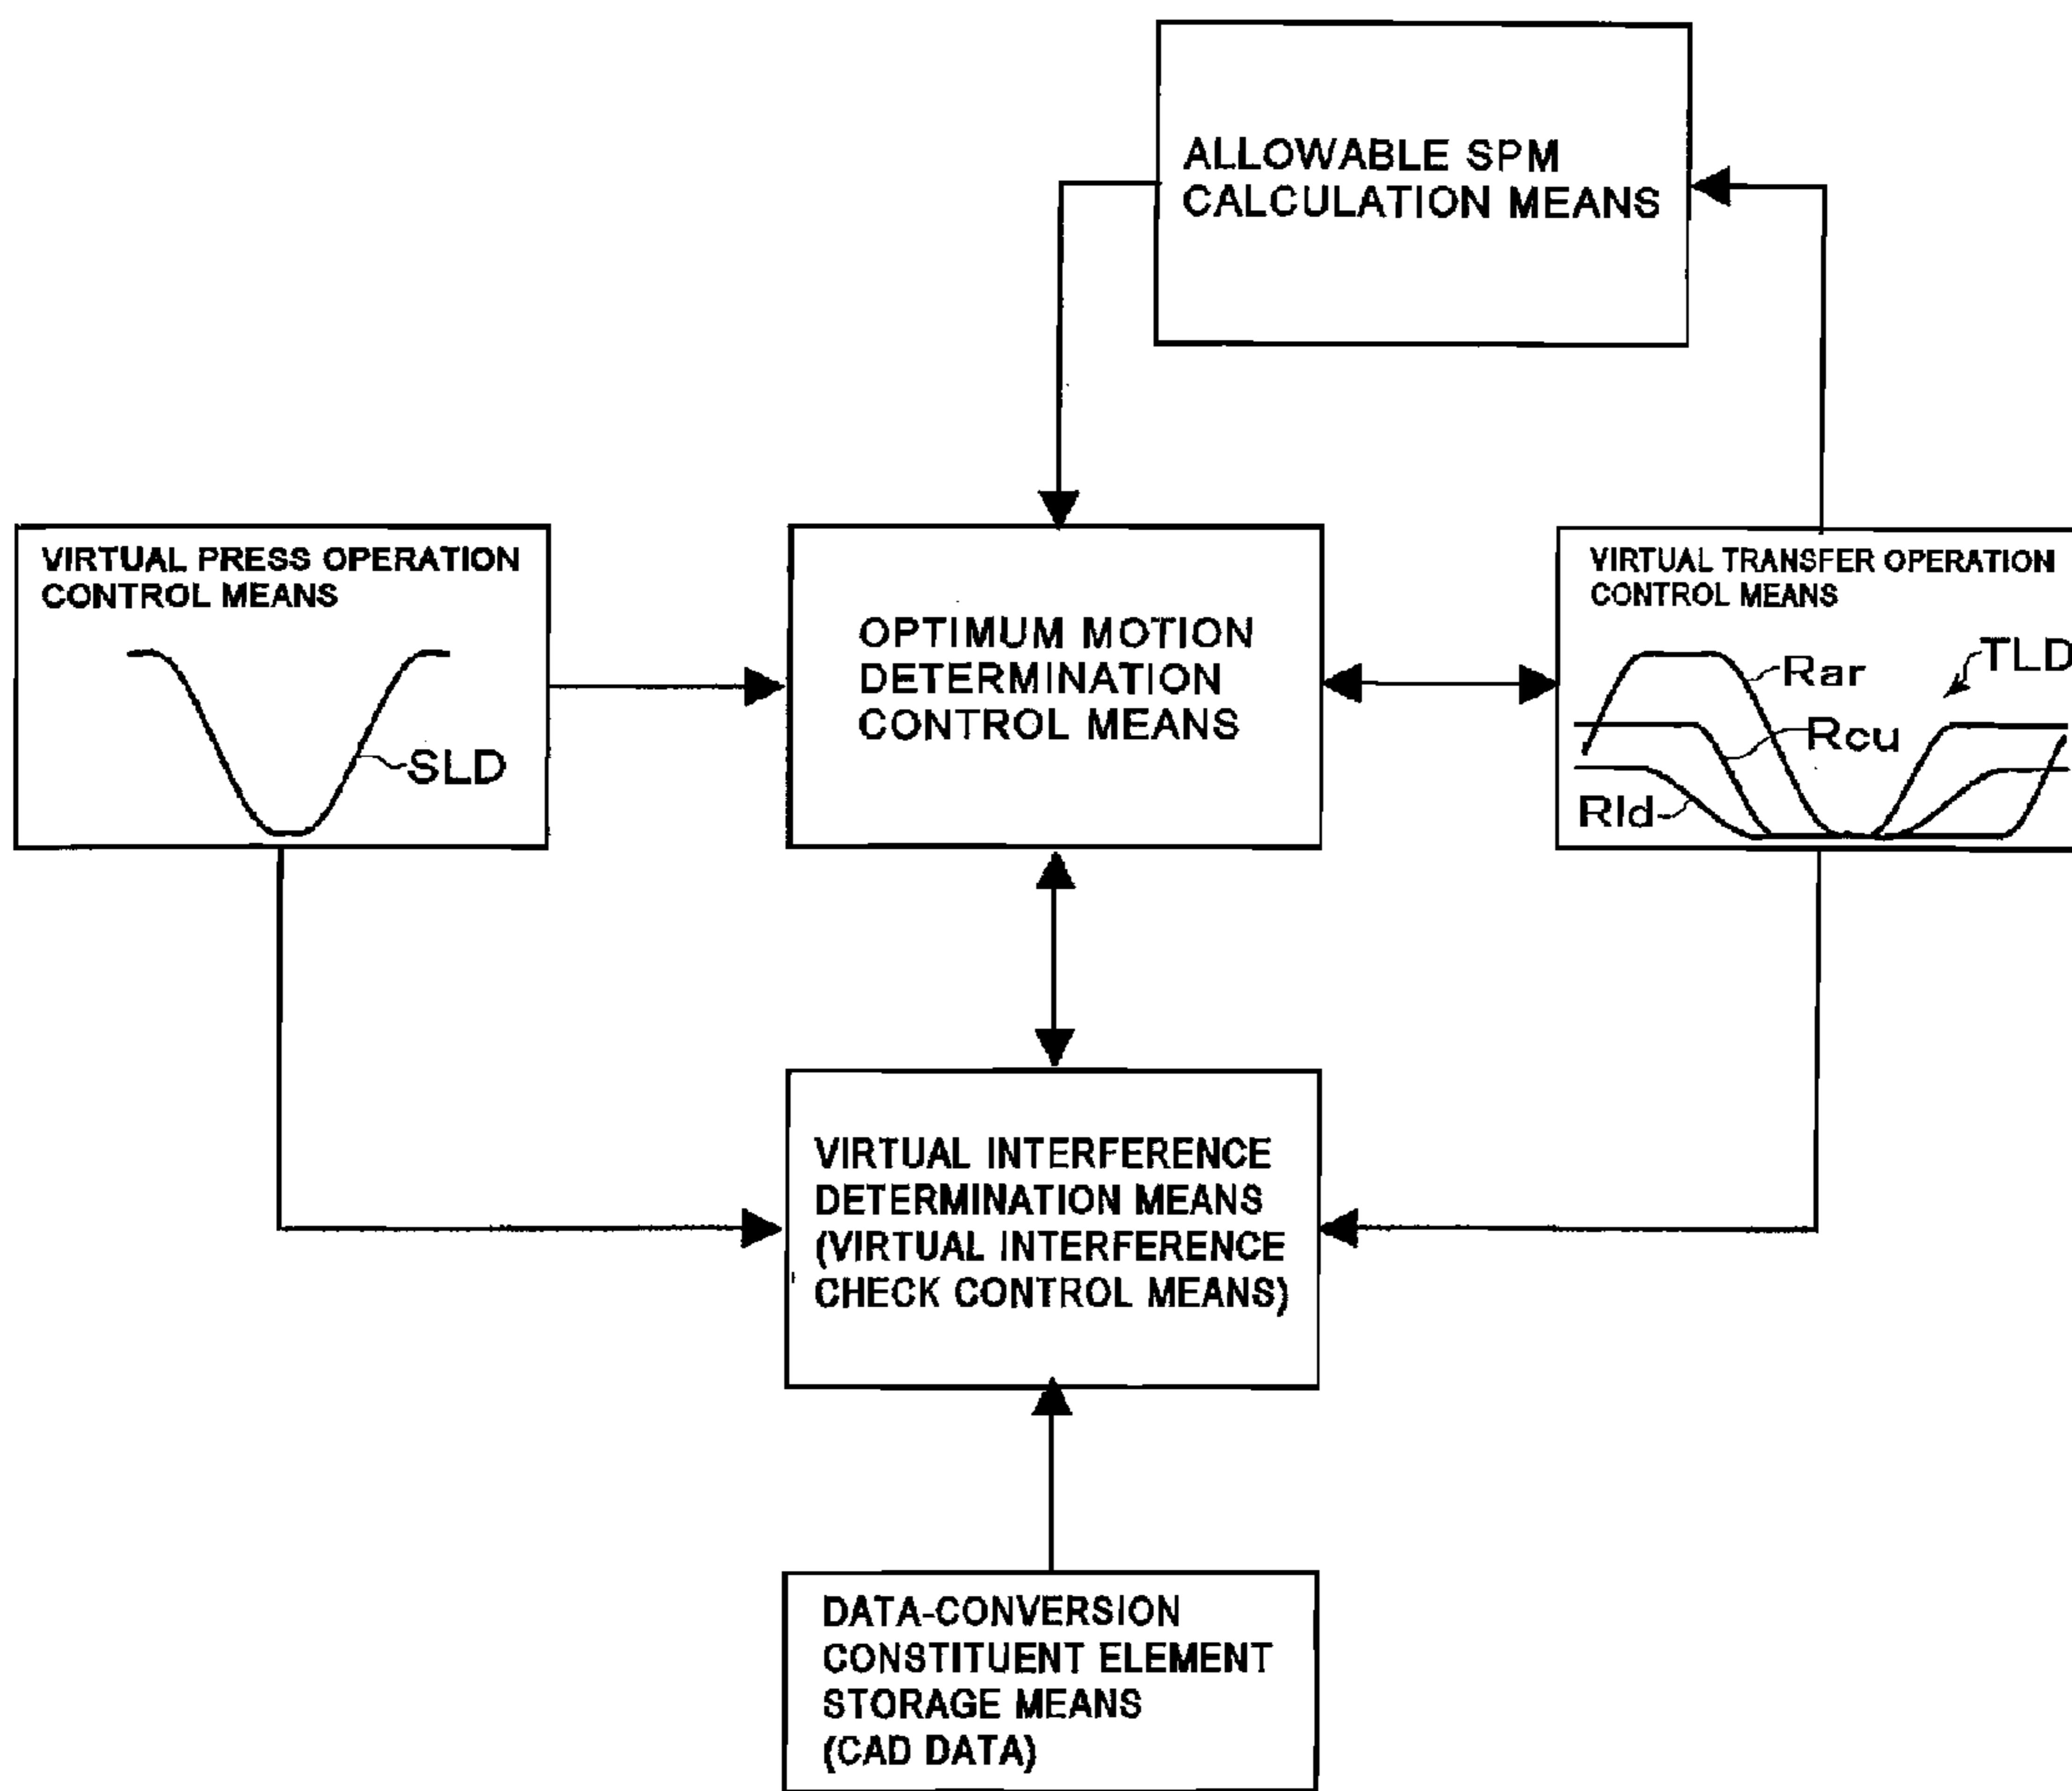 ALLOWABLE SPM
CALCULATION MEANS
VIRTUAL PRESS OPERATION
CONTROL MEANS
SLD
OPTIMUM MOTION
DETERMINATION
CONTROL MEANS
VIRTUAL TRANSFER OPERATION
CONTROL MEANS
TLD
Rar
Rcu
Rld
VIRTUAL INTERFERENCE
DETERMINATION MEANS
(VIRTUAL INTERFERENCE
CHECK CONTROL MEANS)
DATA-CONVERSION
CONSTITUENT ELEMENT
STORAGE MEANS
(CAD DATA)